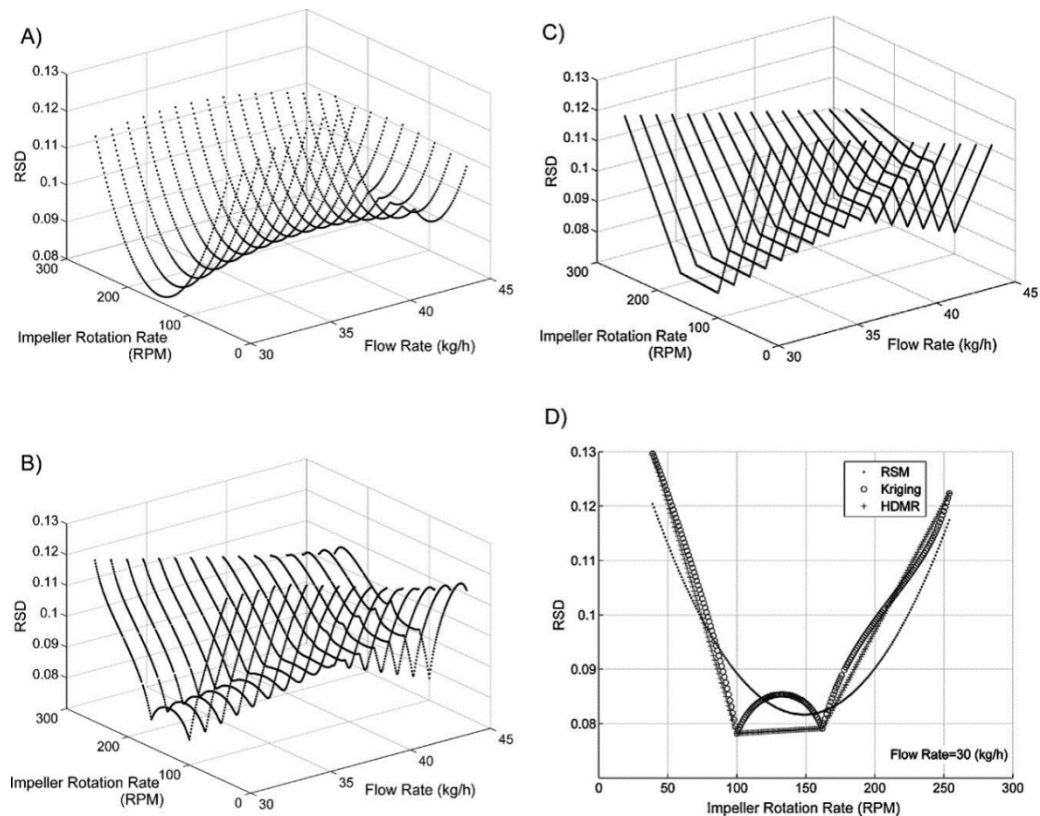 A)
0.13
0.12
0.11
0.1
0.09
0.08
RSD
300
200
100
0
Impeller Rotation Rate
(RPM)
30
35
40
45
Flow Rate (kg/h)
C)
0.13
0.12
0.11
0.1
0.09
0.08
RSD
300
200
100
0
Impeller Rotation Rate
(RPM)
30
35
40
45
Flow Rate (kg/h)
B)
0.13
0.12
0.11
0.1
0.09
0.08
RSD
300
200
100
0
Impeller Rotation Rate
(RPM)
30
35
40
45
Flow Rate (kg/h)
D)
0.13
0.12
0.11
0.1
0.09
0.08
RSD
RSM
Kriging
HDMR
Flow Rate=30 (kg/h)
0
50
100
150
200
250
300
Impeller Rotation Rate (RPM)